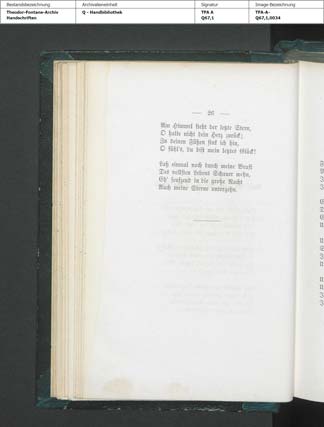 Bestandsbezeichnung
Theodor-Fontane-Archiv
Handschriften
Archivalieneinheit
Q - Handbibliothek
Signatur
TFA A
Q67,1
Image-Bezeichnung
TFA-A-
Q67,1,0034
— 26 —
Am Himmel steht der letzte Stern,
O halte nicht dein Herz zurück;
Zu deinen Füßen sink ich hin,
O fühl's, du bist mein letztes Glück!
Laß einmal noch durch meine Brust
Des vollsten Lebens Schauer wehn,
Eh' seufzend in die große Nacht
Auch meine Sterne untergehn.